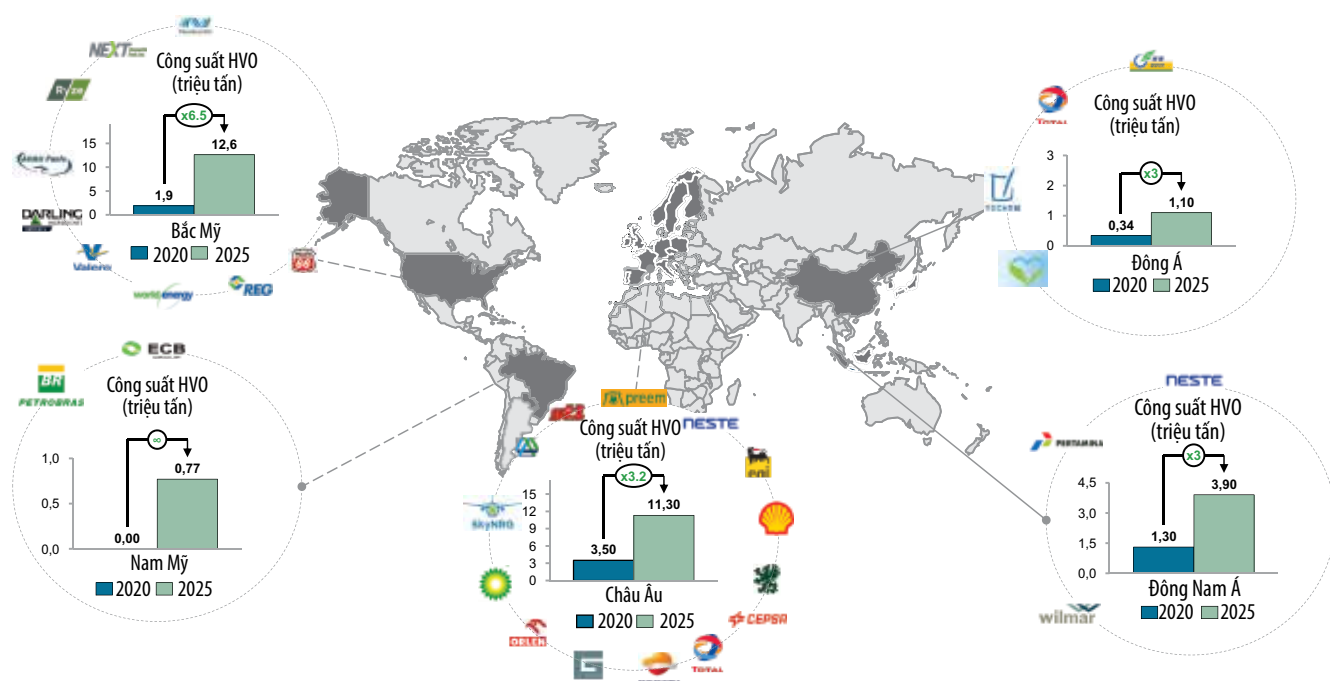 NEXT
Ryze
DARLING
Valero
world energy
REG
66
Công suất HVO
(triệu tấn)
x6.5
15
10
5
0
1,9
12,6
Bắc Mỹ
2020
2025
TOTAL
Công suất HVO
(triệu tấn)
x3
3
2
1
0
0,34
1,10
Đông Á
2020
2025
ECB
BR
PETROBRAS
Công suất HVO
(triệu tấn)
∞
1,0
0,5
0,0
0,00
0,77
Nam Mỹ
2020
2025
preem
NESTE
eni
SkyNRG
bp
ORLEN
G
CEPSA
TOTAL
Công suất HVO
(triệu tấn)
x3.2
15
12
9
6
3
0
3,50
11,30
Châu Âu
2020
2025
NESTE
PERTAMINA
wilmar
Công suất HVO
(triệu tấn)
x3
4,5
3,0
1,5
0,0
1,30
3,90
Đông Nam Á
2020
2025